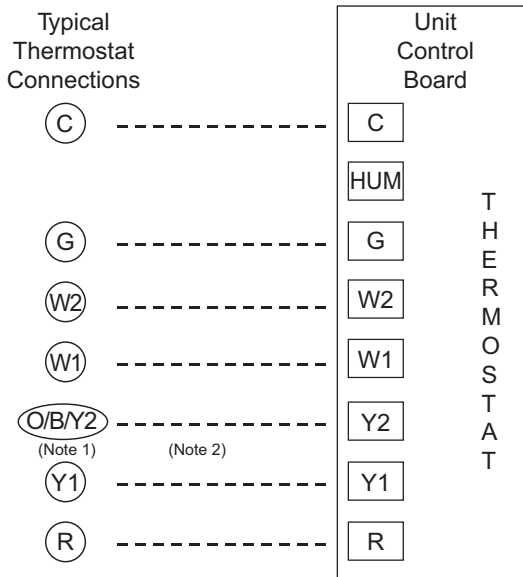 Typical
Thermostat
Connections
Unit
Control
Board
C
C
HUM
G
G
W2
W2
W1
W1
O/B/Y2
Y2
(Note 1)
(Note 2)
Y1
Y1
R
R
THERMOSTAT